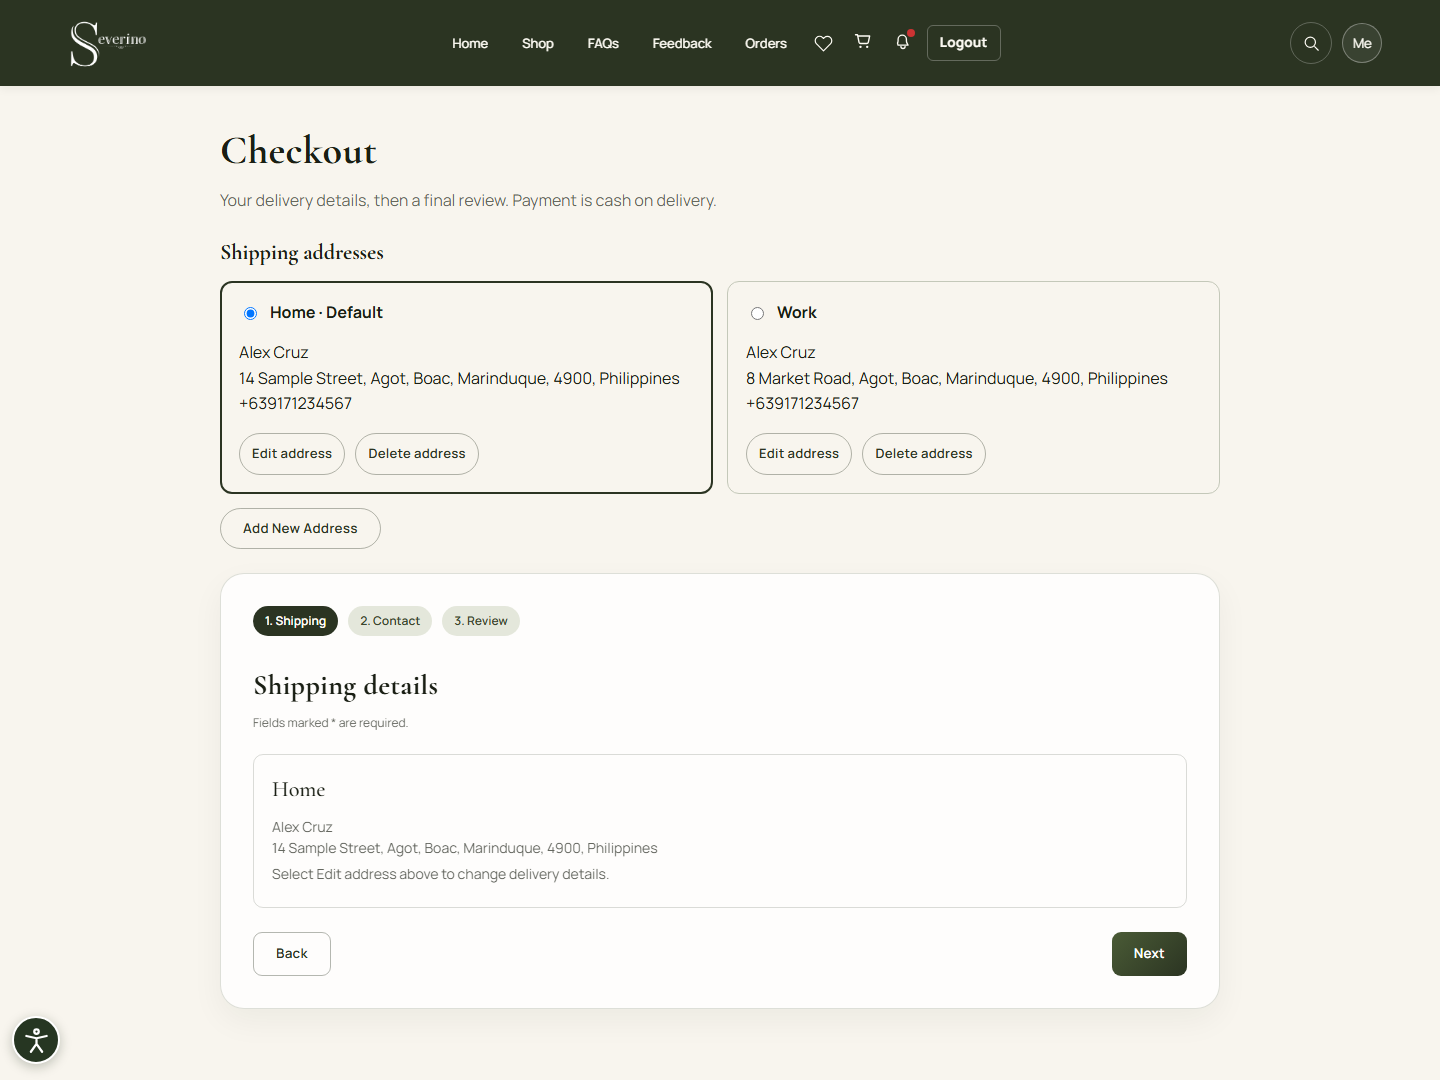 Severino
Home
Shop
FAQs
Feedback
Orders
Logout
Me
Checkout
Your delivery details, then a final review. Payment is cash on delivery.
Shipping addresses
Home · Default
Alex Cruz
14 Sample Street, Agot, Boac, Marinduque, 4900, Philippines
+639171234567
Edit address
Delete address
Work
Alex Cruz
8 Market Road, Agot, Boac, Marinduque, 4900, Philippines
+639171234567
Edit address
Delete address
Add New Address
1. Shipping
2. Contact
3. Review
Shipping details
Fields marked * are required.
Home
Alex Cruz
14 Sample Street, Agot, Boac, Marinduque, 4900, Philippines
Select Edit address above to change delivery details.
Back
Next